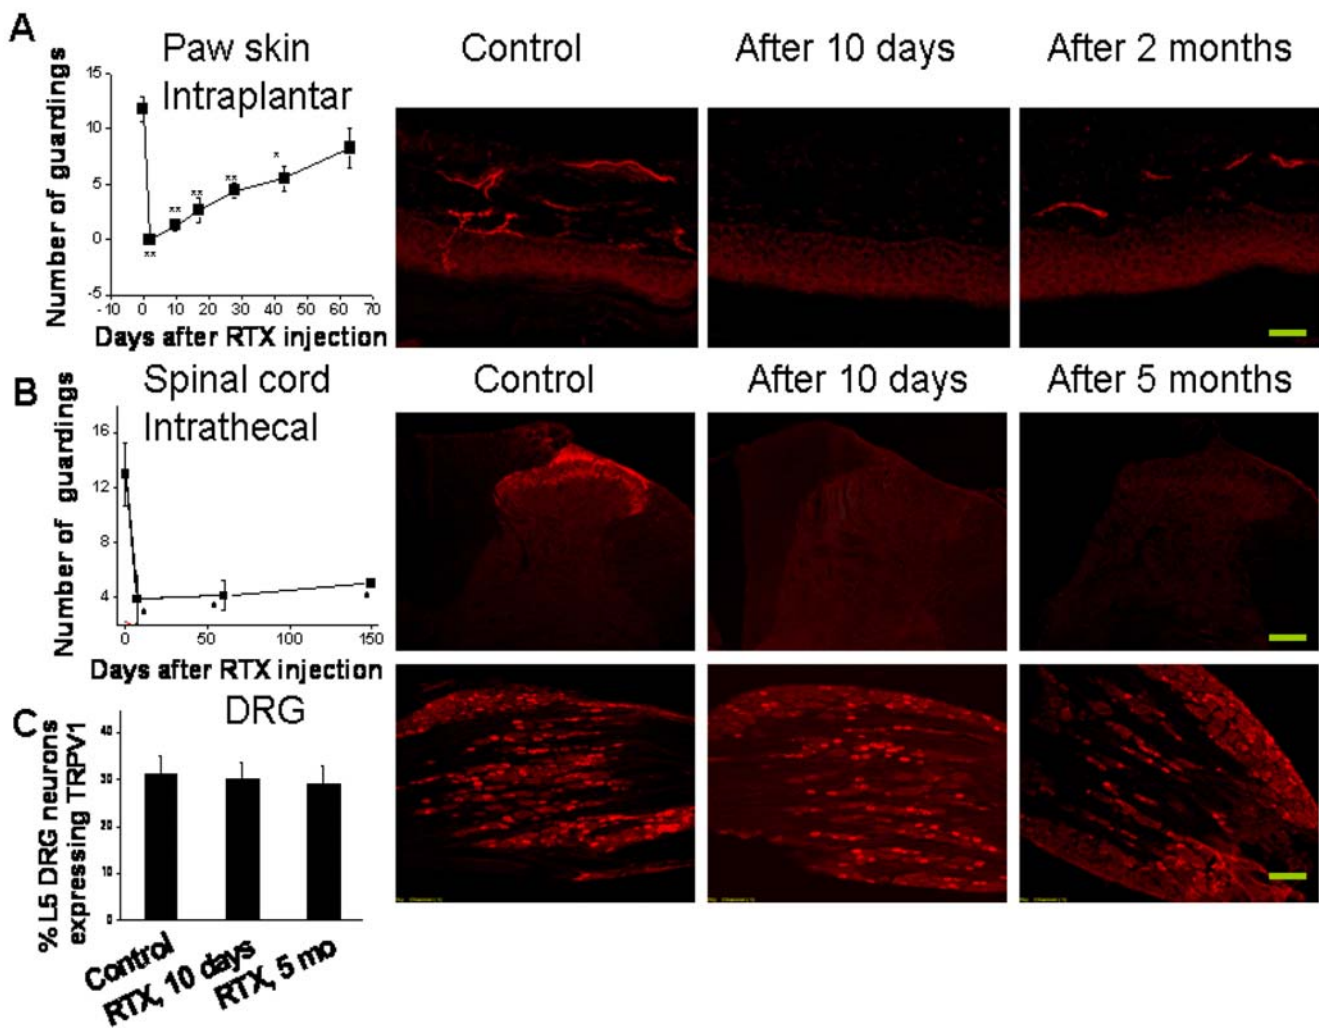 A
Paw skin
Intraplantar
Control
After 10 days
After 2 months
Number of guardings
15
10
5
0
-5
**
**
**
**
*
-10 0 10 20 30 40 50 60 70
Days after RTX injection
B
Spinal cord
Intrathecal
Control
After 10 days
After 5 months
Number of guardings
16
12
8
4
0 50 100 150
Days after RTX injection
C
DRG
% L5 DRG neurons
expressing TRPV1
40
30
20
10
0
Control
RTX, 10 days
RTX, 5 mo